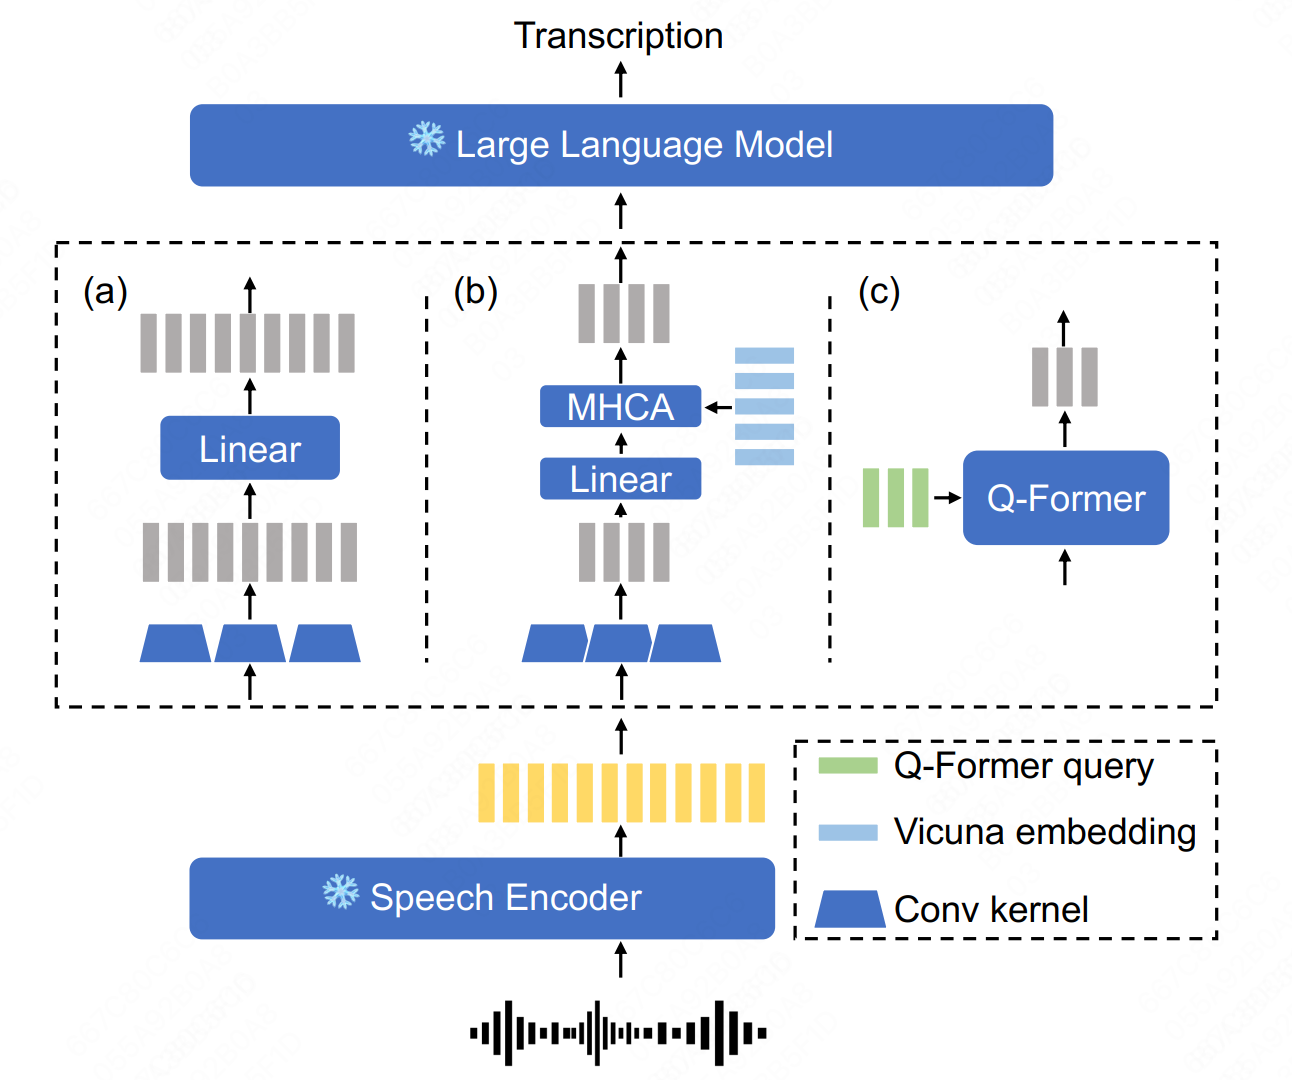 Transcription
Large Language Model
(a)
(b)
(c)
MHCA
Linear
Linear
Q-Former
Q-Former query
Vicuna embedding
Conv kernel
Speech Encoder